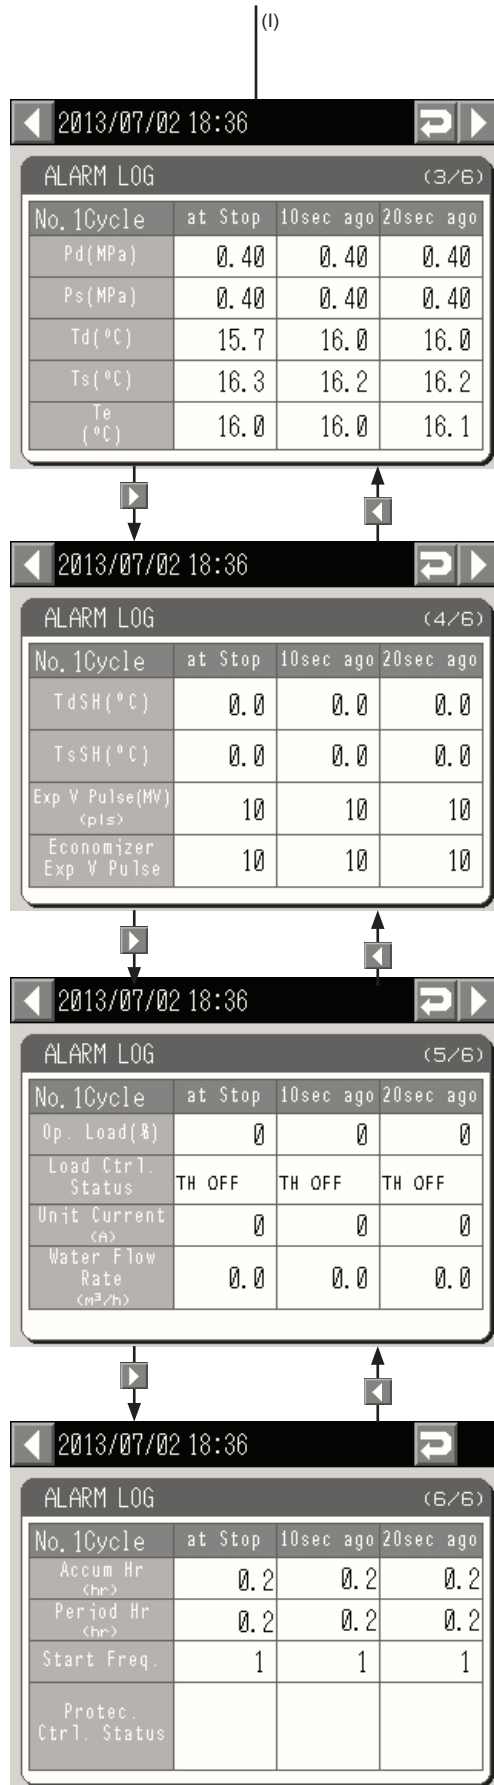 (I)
2013/07/02 18:36
ALARM LOG (3/6)
No.1Cycle at Stop 10sec ago 20sec ago
Pd(MPa) 0.40 0.40 0.40
Ps(MPa) 0.40 0.40 0.40
Td(ºC) 15.7 16.0 16.0
Ts(ºC) 16.3 16.2 16.2
Te
(ºC) 16.0 16.0 16.1
2013/07/02 18:36
ALARM LOG (4/6)
No.1Cycle at Stop 10sec ago 20sec ago
TdSH(ºC) 0.0 0.0 0.0
TsSH(ºC) 0.0 0.0 0.0
Exp V Pulse(MV)
(pls) 10 10 10
Economizer
Exp V Pulse 10 10 10
2013/07/02 18:36
ALARM LOG (5/6)
No.1Cycle at Stop 10sec ago 20sec ago
Op. Load(%) 0 0 0
Load Ctrl.
Status TH OFF TH OFF TH OFF
Unit Current
(A) 0 0 0
Water Flow
Rate 0.0 0.0 0.0
(m³/h)
2013/07/02 18:36
ALARM LOG (6/6)
No.1Cycle at Stop 10sec ago 20sec ago
Accum Hr
(hr) 0.2 0.2 0.2
Period Hr
(hr) 0.2 0.2 0.2
Start Freq. 1 1 1
Protec.
Ctrl. Status